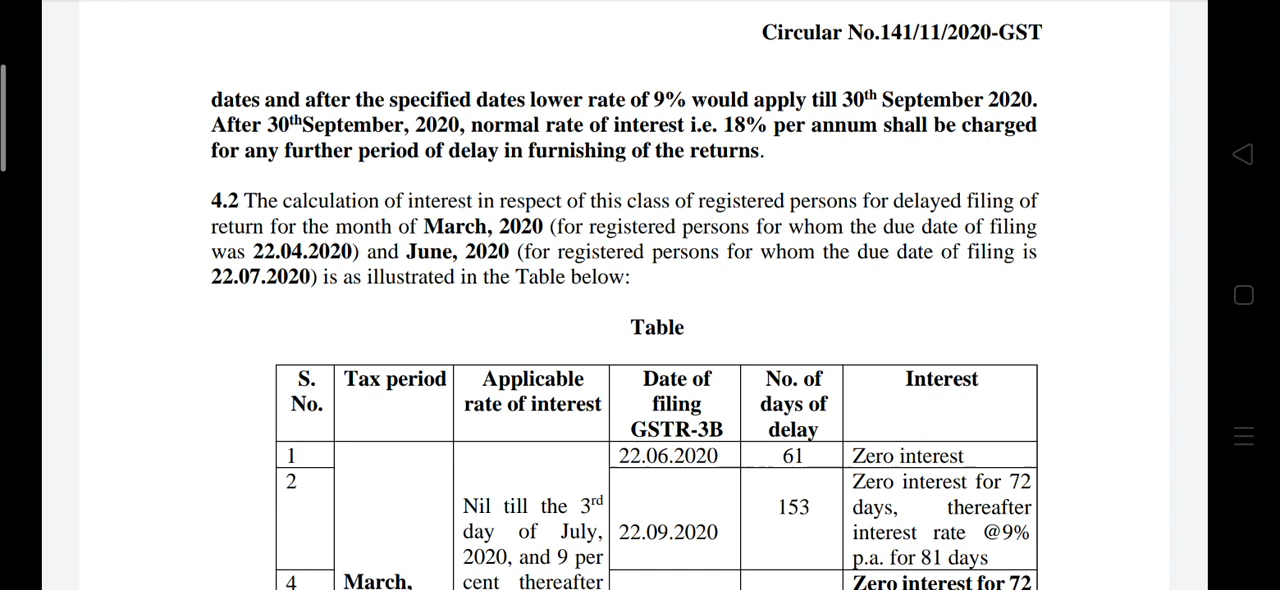 Circular No.141/11/2020-GST
dates and after the specified dates lower rate of 9% would apply till 30th September 2020.
After 30thSeptember, 2020, normal rate of interest i.e. 18% per annum shall be charged
for any further period of delay in furnishing of the returns.
4.2 The calculation of interest in respect of this class of registered persons for delayed filing of
return for the month of March, 2020 (for registered persons for whom the due date of filing
was 22.04.2020) and June, 2020 (for registered persons for whom the due date of filing is
22.07.2020) is as illustrated in the Table below:
Table
S. No. Tax period Applicable rate of interest Date of filing GSTR-3B No. of days of delay Interest
1 22.06.2020 61 Zero interest
2 Zero interest for 72
Nil till the 3rd 153 days, thereafter
day of July, 22.09.2020 interest rate @9%
2020, and 9 per p.a. for 81 days
4 March, cent thereafter Zero interest for 72